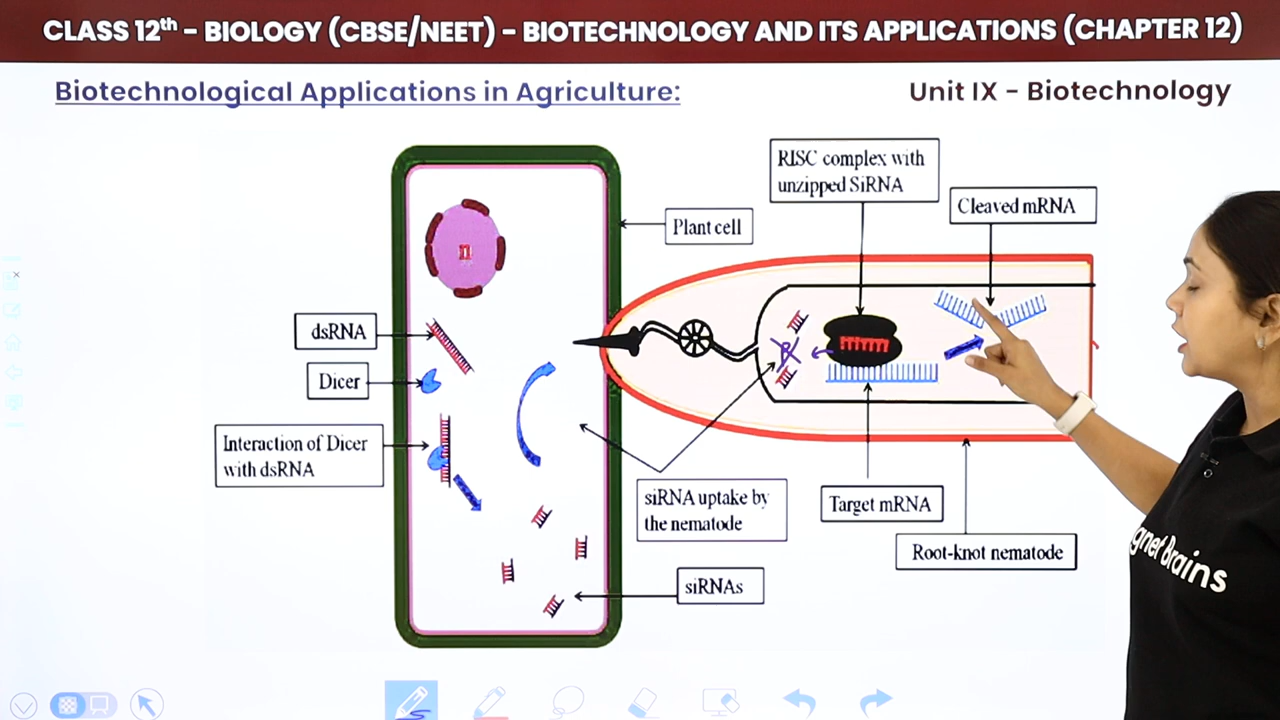 CLASS 12th - BIOLOGY (CBSE/NEET) - BIOTECHNOLOGY AND ITS APPLICATIONS (CHAPTER 12)
Biotechnological Applications in Agriculture:
Unit IX - Biotechnology
RISC complex with
unzipped SiRNA
Cleaved mRNA
Plant cell
dsRNA
Dicer
Interaction of Dicer
with dsRNA
siRNA uptake by
the nematode
Target mRNA
Root-knot nematode
siRNAs
gnet Brains